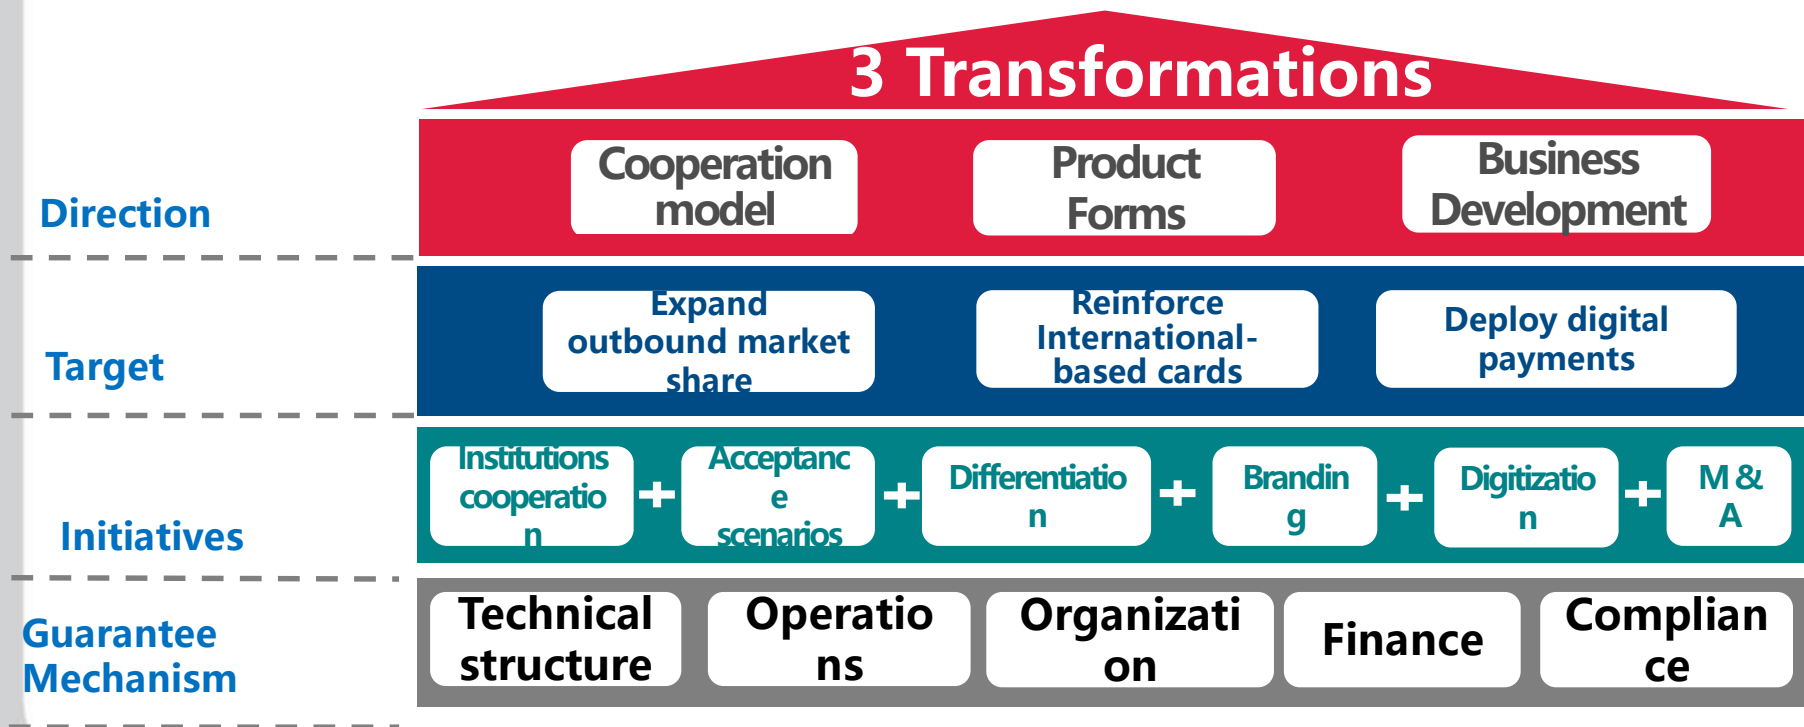 3 Transformations
Direction
Cooperation
model
Product
Forms
Business
Development
Target
Expand
outbound market
share
Reinforce
International-
based cards
Deploy digital
payments
Initiatives
Institutions
cooperatio
n
+
Acceptanc
e
scenarios
+
Differentiatio
n
+
Brandin
g
+
Digitizatio
n
+
M &
A
Guarantee
Mechanism
Technical
structure
Operatio
ns
Organizati
on
Finance
Complian
ce